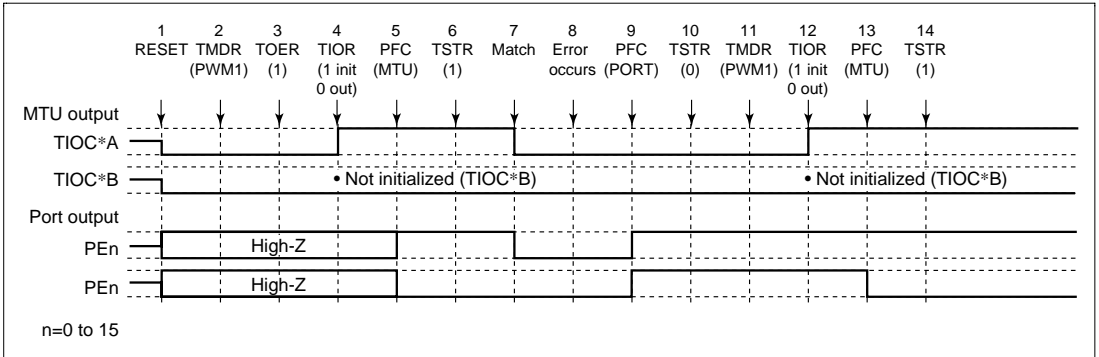 1 2 3 4 5 6 7 8 9 10 11 12 13 14
RESET TMDR TOER TIOR PFC TSTR Match Error PFC TSTR TMDR TIOR PFC TSTR
(PWM1) (1) (1 init (MTU) (1) occurs (PORT) (0) (PWM1) (1 init (MTU) (1)
0 out) 0 out)
MTU output
TIOC*A
TIOC*B • Not initialized (TIOC*B) • Not initialized (TIOC*B)
Port output
PEn High-Z
PEn High-Z
n=0 to 15